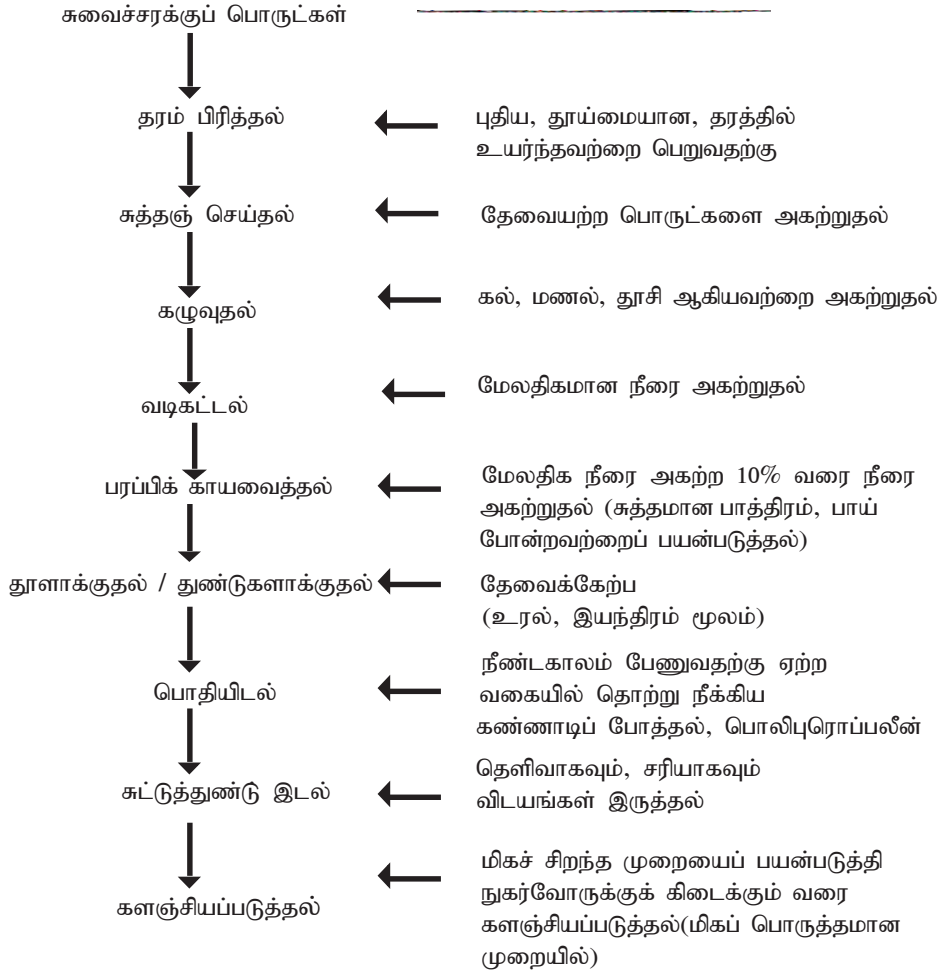 சுவைச்சரக்குப் பொருட்கள்
தரம் பிரித்தல்
புதிய, தூய்மையான, தரத்தில்
உயர்ந்தவற்றை பெறுவதற்கு
சுத்தஞ் செய்தல்
தேவையற்ற பொருட்களை அகற்றுதல்
கழுவுதல்
கல், மணல், தூசி ஆகியவற்றை அகற்றுதல்
வடிகட்டல்
மேலதிகமான நீரை அகற்றுதல்
பரப்பிக் காயவைத்தல்
மேலதிக நீரை அகற்ற 10% வரை நீரை
அகற்றுதல் (சுத்தமான பாத்திரம், பாய்
போன்றவற்றைப் பயன்படுத்தல்)
தூளாக்குதல் / துண்டுகளாக்குதல்
தேவைக்கேற்ப
(உரல், இயந்திரம் மூலம்)
பொதியிடல்
நீண்டகாலம் பேணுவதற்கு ஏற்ற
வகையில் தொற்று நீக்கிய
கண்ணாடிப் போத்தல், பொலிபுரொப்பலீன்
சுட்டுத்துண்டு இடல்
தெளிவாகவும், சரியாகவும்
விடயங்கள் இருத்தல்
களஞ்சியப்படுத்தல்
மிகச் சிறந்த முறையைப் பயன்படுத்தி
நுகர்வோருக்குக் கிடைக்கும் வரை
களஞ்சியப்படுத்தல்(மிகப் பொருத்தமான
முறையில்)